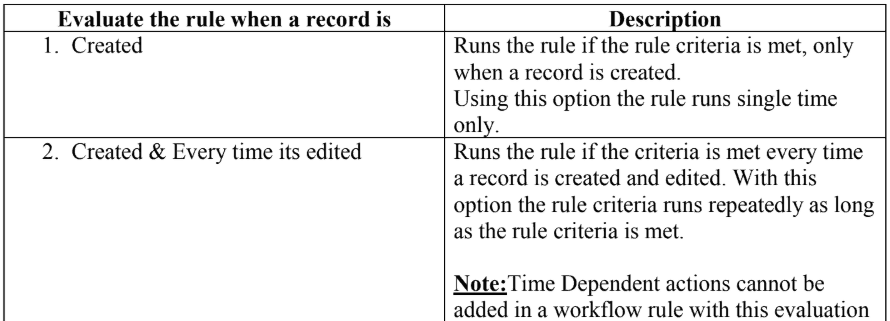 Evaluate the rule when a record is
Description
1. Created
Runs the rule if the rule criteria is met, only
when a record is created.
Using this option the rule runs single time
only.
2. Created & Every time its edited
Runs the rule if the criteria is met every time
a record is created and edited. With this
option the rule criteria runs repeatedly as long
as the rule criteria is met.
Note:Time Dependent actions cannot be
added in a workflow rule with this evaluation